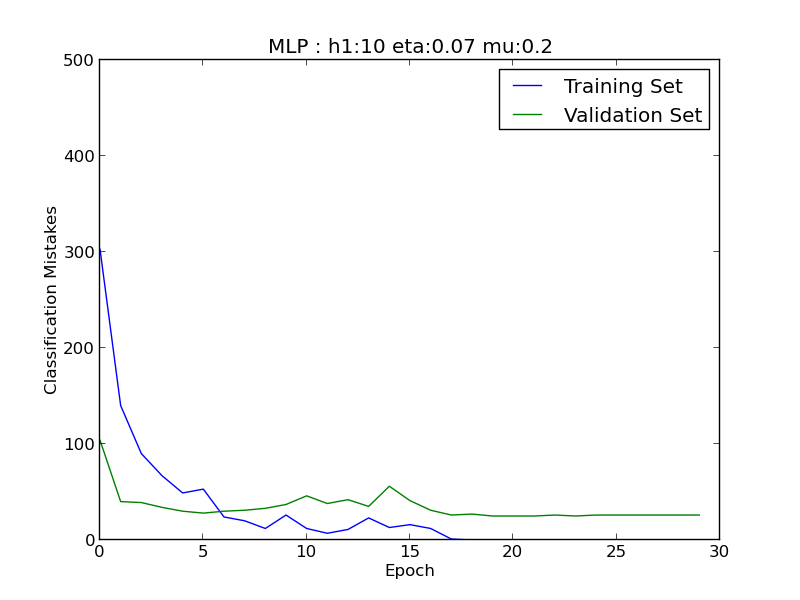 MLP : h1:10 eta:0.07 mu:0.2
500
400
300
200
100
0
Classification Mistakes
Training Set
Validation Set
0 5 10 15 20 25 30
Epoch